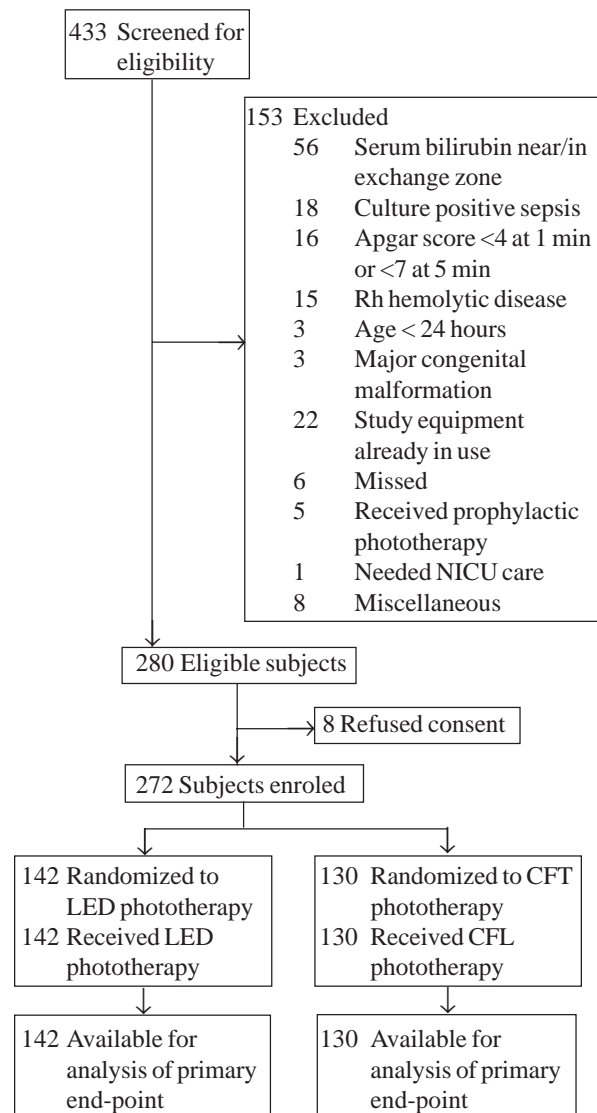 433 Screened for
eligibility
153 Excluded
56 Serum bilirubin near/in
exchange zone
18 Culture positive sepsis
16 Apgar score <4 at 1 min
or <7 at 5 min
15 Rh hemolytic disease
3 Age < 24 hours
3 Major congenital
malformation
22 Study equipment
already in use
6 Missed
5 Received prophylactic
phototherapy
1 Needed NICU care
8 Miscellaneous
280 Eligible subjects
8 Refused consent
272 Subjects enroled
142 Randomized to
LED phototherapy
142 Received LED
phototherapy
130 Randomized to CFT
phototherapy
130 Received CFL
phototherapy
142 Available for
analysis of primary
end-point
130 Available for
analysis of primary
end-point